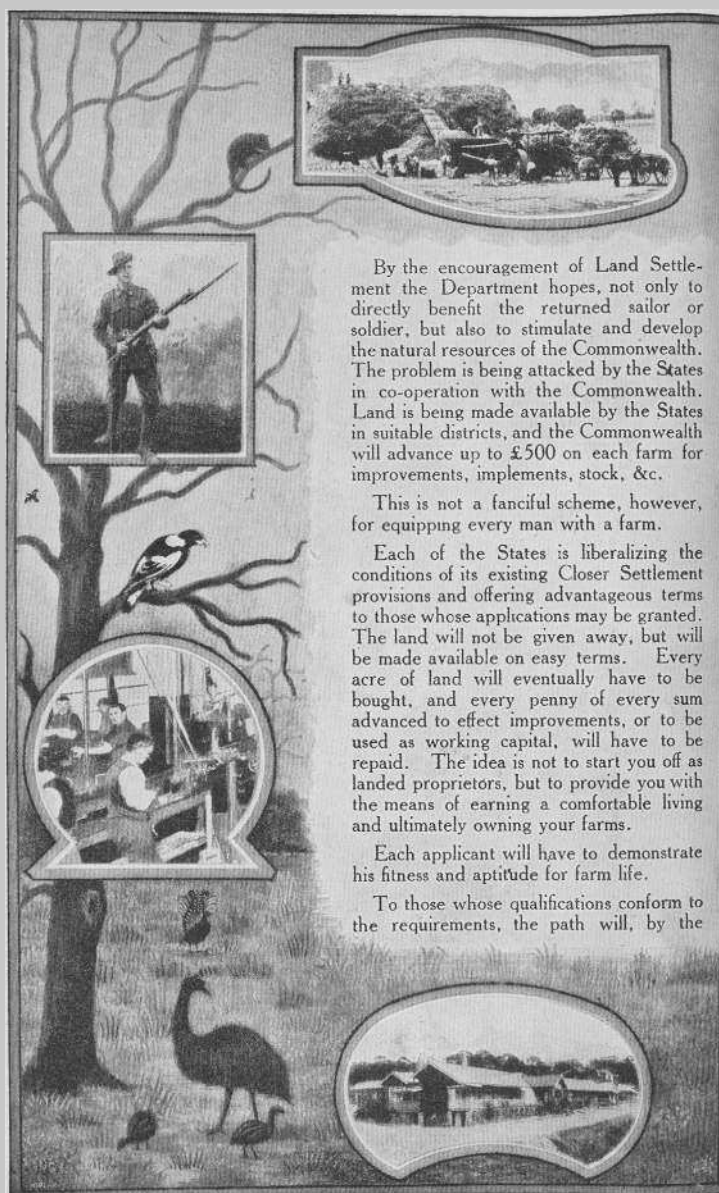 By the encouragement of Land Settle-
ment the Department hopes, not only to
directly benefit the returned sailor or
soldier, but also to stimulate and develop
the natural resources of the Commonwealth.
The problem is being attacked by the States
in co-operation with the Commonwealth.
Land is being made available by the States
in suitable districts, and the Commonwealth
will advance up to £500 on each farm for
improvements, implements, stock, &c.
This is not a fanciful scheme, however,
for equipping every man with a farm.
Each of the States is liberalizing the
conditions of its existing Closer Settlement
provisions and offering advantageous terms
to those whose applications may be granted.
The land will not be given away, but will
be made available on easy terms. Every
acre of land will eventually have to be
bought, and every penny of every sum
advanced to effect improvements, or to be
used as working capital, will have to be
repaid. The idea is not to start you off as
landed proprietors, but to provide you with
the means of earning a comfortable living
and ultimately owning your farms.
Each applicant will have to demonstrate
his fitness and aptitude for farm life.
To those whose qualifications conform to
the requirements, the path will, by the